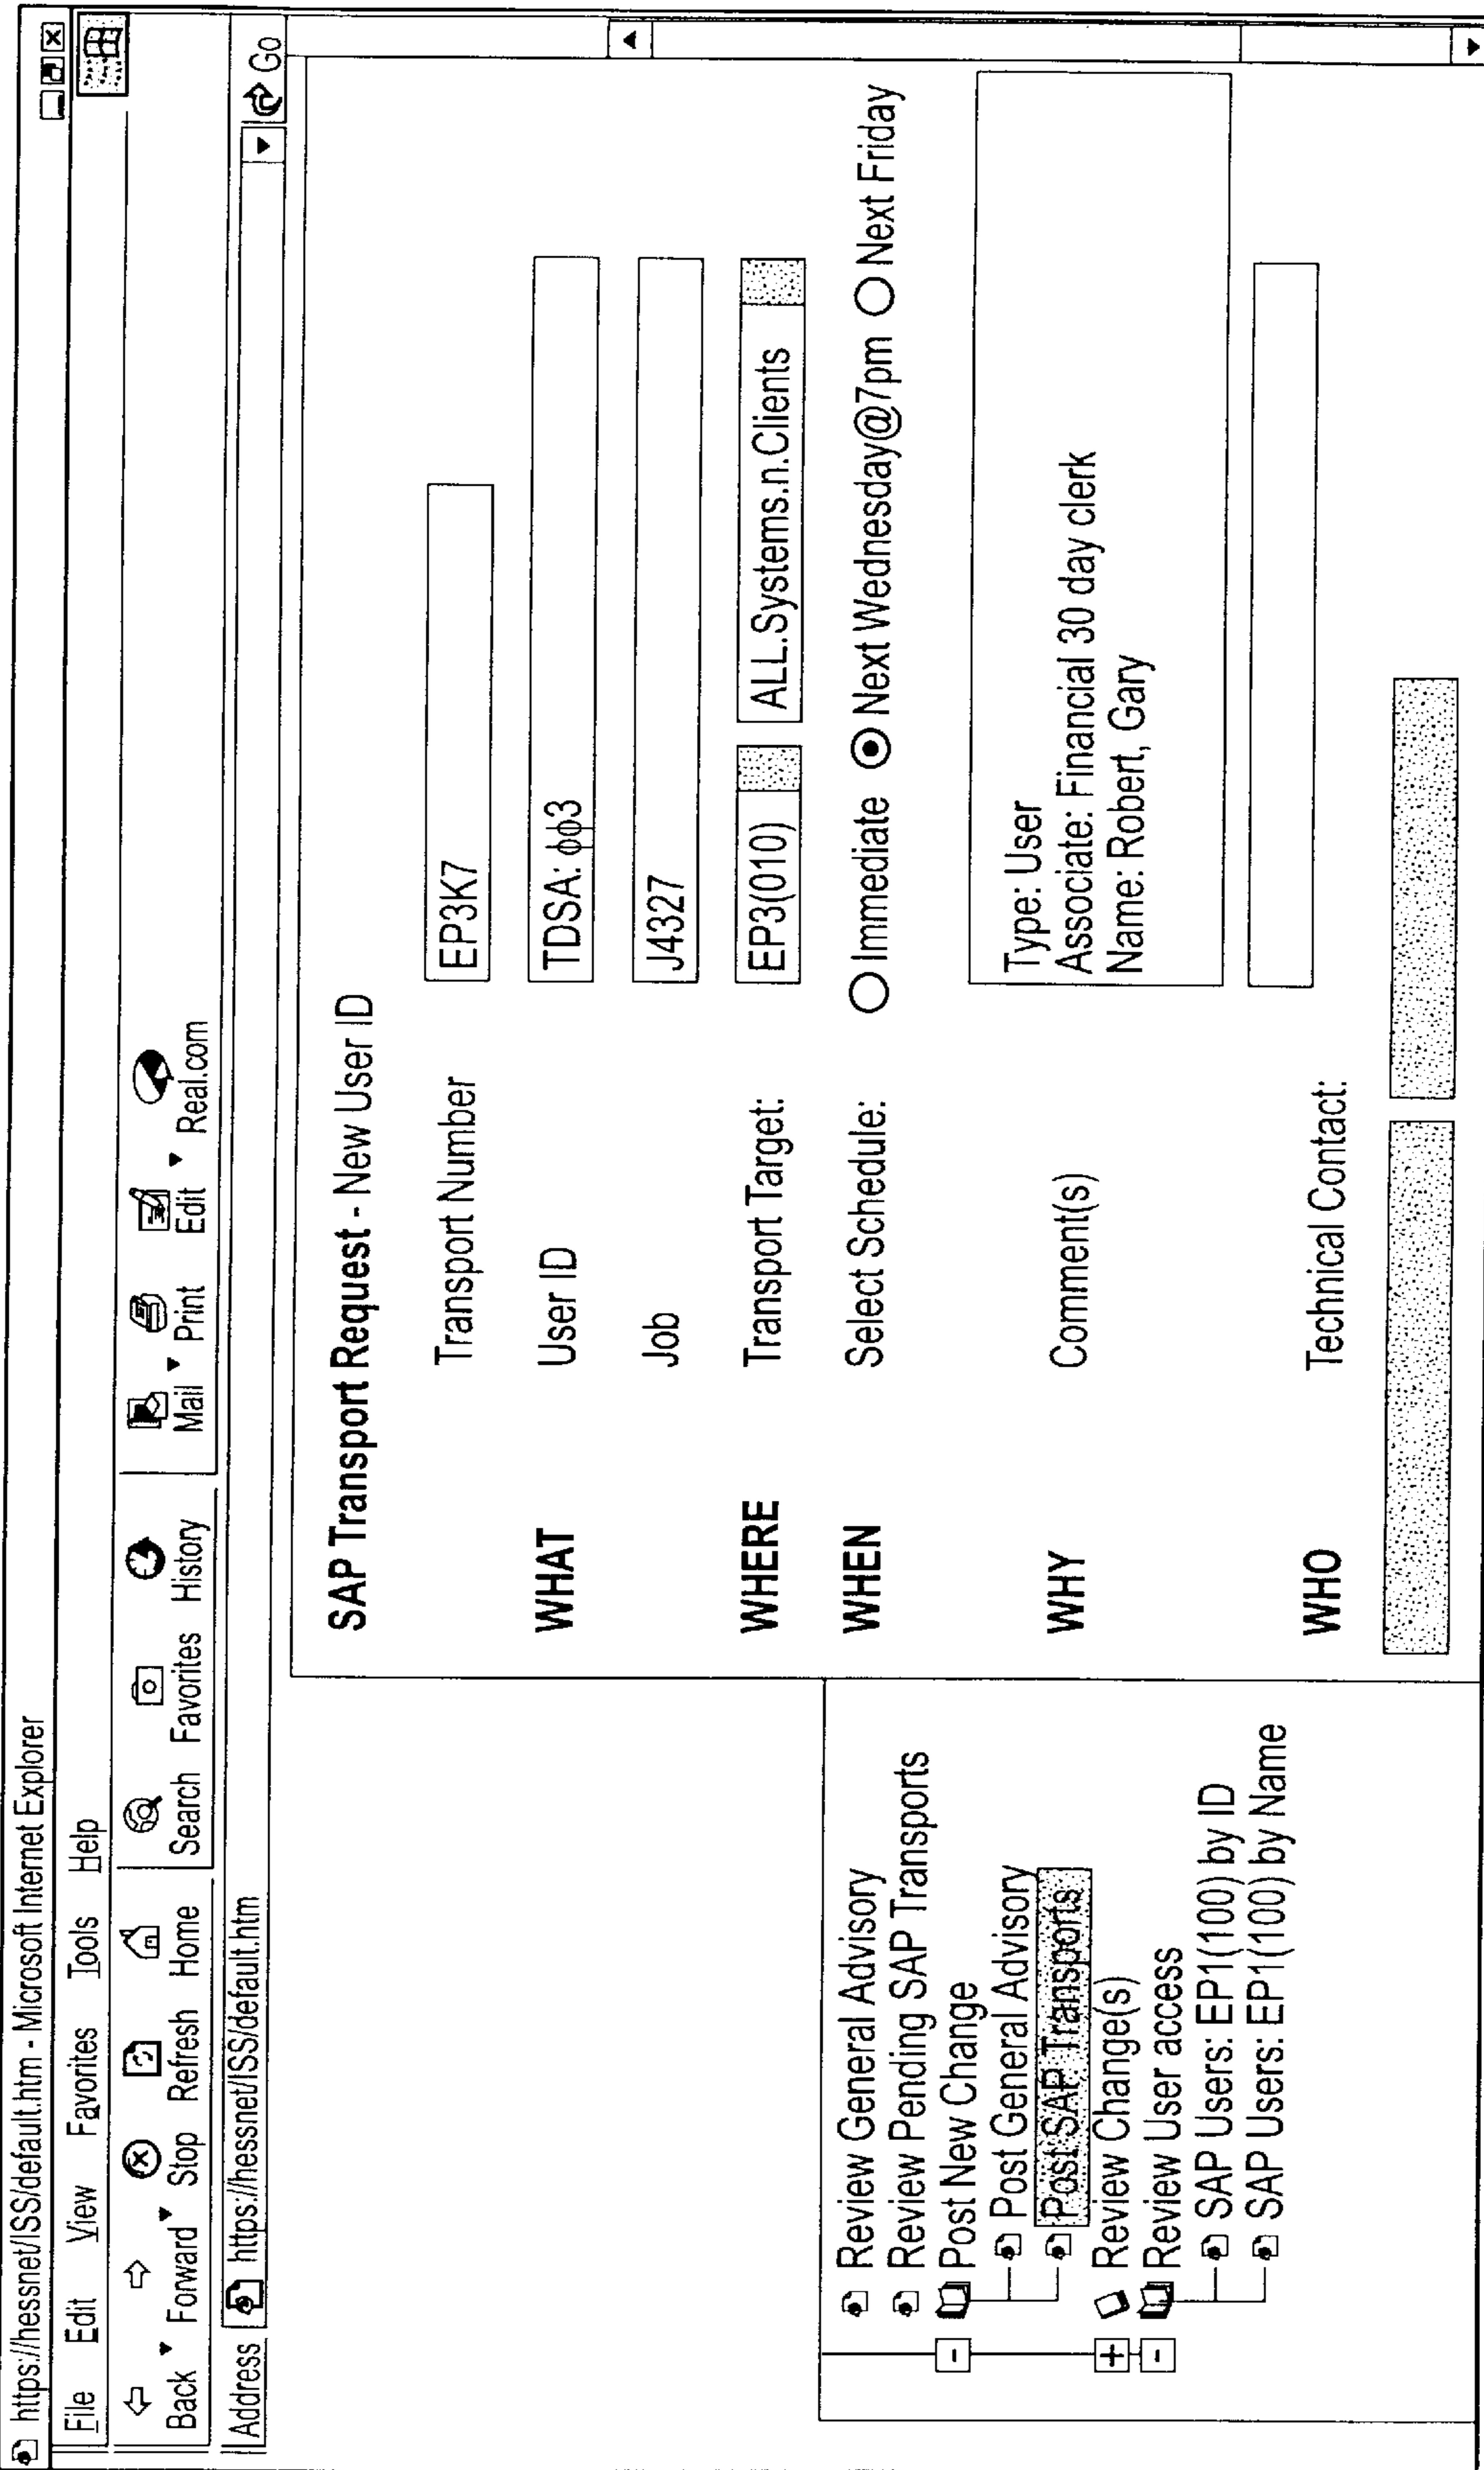 https://hessnet/ISS/default.htm - Microsoft Internet Explorer
File Edit View Favorites Tools Help
Back Forward Stop Refresh Home Search Favorites History Mail Print Edit Real.com
Address https://hessnet/ISS/default.htm Go
Review General Advisory
Review Pending SAP Transports
- Post New Change
Post General Advisory
Post SAP Transports
+ Review Change(s)
- Review User access
SAP Users: EP1(100) by ID
SAP Users: EP1(100) by Name
SAP Transport Request - New User ID
Transport Number EP3K7
WHAT User ID TDSA: ϕϕ3
Job J4327
WHERE Transport Target: EP3(010) ALL.Systems.n.Clients
WHEN Select Schedule: Immediate Next Wednesday@7pm Next Friday
WHY Comment(s)
Type: User
Associate: Financial 30 day clerk
Name: Robert, Gary
WHO Technical Contact: